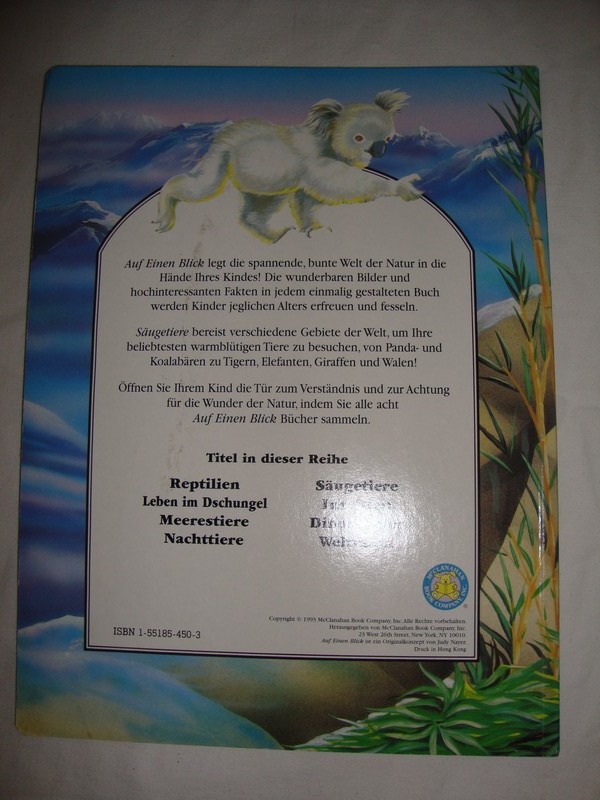 Auf Einen Blick legt die spannende, bunte Welt der Natur in die
Hände Ihres Kindes! Die wunderbaren Bilder und
hochinteressanten Fakten in jedem einmalig gestalteten Buch
werden Kinder jeglichen Alters erfreuen und fesseln.
Säugetiere bereist verschiedene Gebiete der Welt, um Ihre
beliebtesten warmblütigen Tiere zu besuchen, von Panda- und
Koalabären zu Tigern, Elefanten, Giraffen und Walen!
Öffnen Sie Ihrem Kind die Tür zum Verständnis und zur Achtung
für die Wunder der Natur, indem Sie alle acht
Auf Einen Blick Bücher sammeln.
Titel in dieser Reihe
Reptilien
Leben im Dschungel
Meerestiere
Nachttiere
Säugetiere
McCLANAHAN
BOOK COMPANY INC.
®
Copyright © 1993 McClanahan Book Company, Inc. Alle Rechte vorbehalten.
Herausgegeben von McClanahan Book Company, Inc.
23 West 26th Street, New York, NY 10010
Auf Einen Blick ist ein Originalkonzept von Judy Nayer
Druck in Hong Kong
ISBN 1-55185-450-3